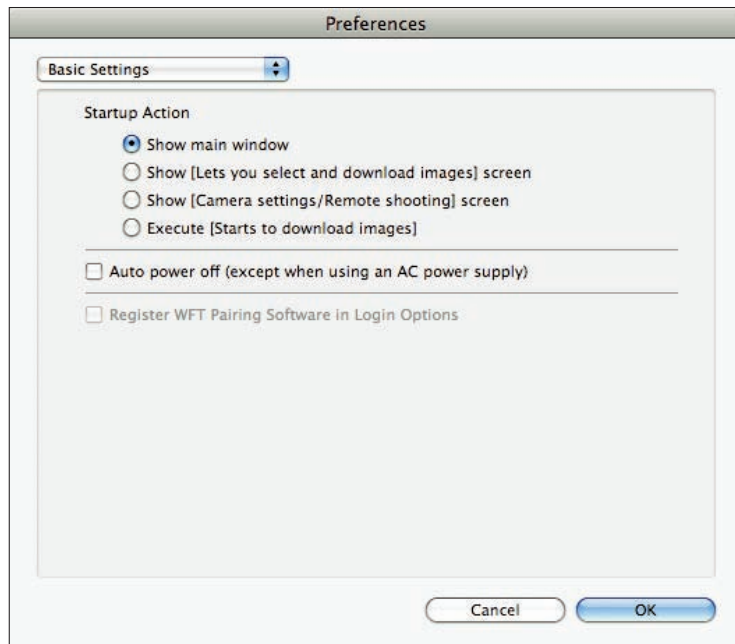 Preferences
Basic Settings
Startup Action
Show main window
Show [Lets you select and download images] screen
Show [Camera settings/Remote shooting] screen
Execute [Starts to download images]
Auto power off (except when using an AC power supply)
Register WFT Pairing Software in Login Options
Cancel
OK